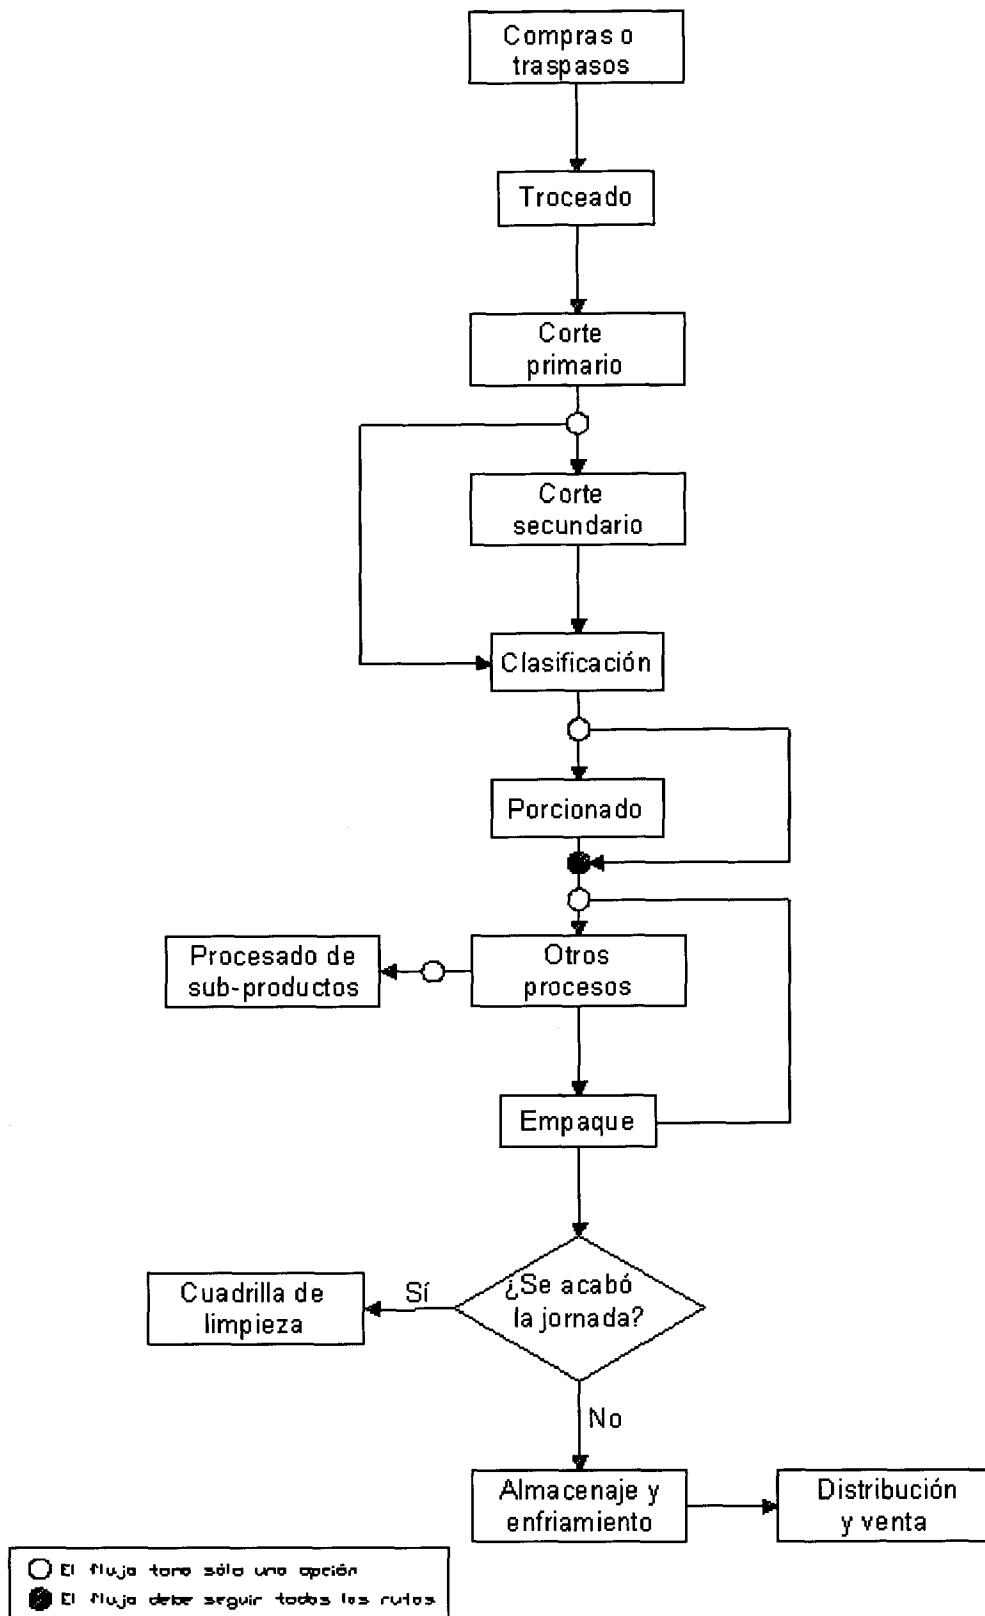 Compras o
traspasos
Troceado
Corte
primario
Corte
secundario
Clasificación
Porcionado
Procesado de
sub-productos
Otros
procesos
Empaque
¿Se acabó
la jornada?
Sí
Cuadrilla de
limpieza
No
Almacenaje y
enfriamiento
Distribución
y venta
El flujo toma sólo una opción
El flujo debe seguir todas las rutas